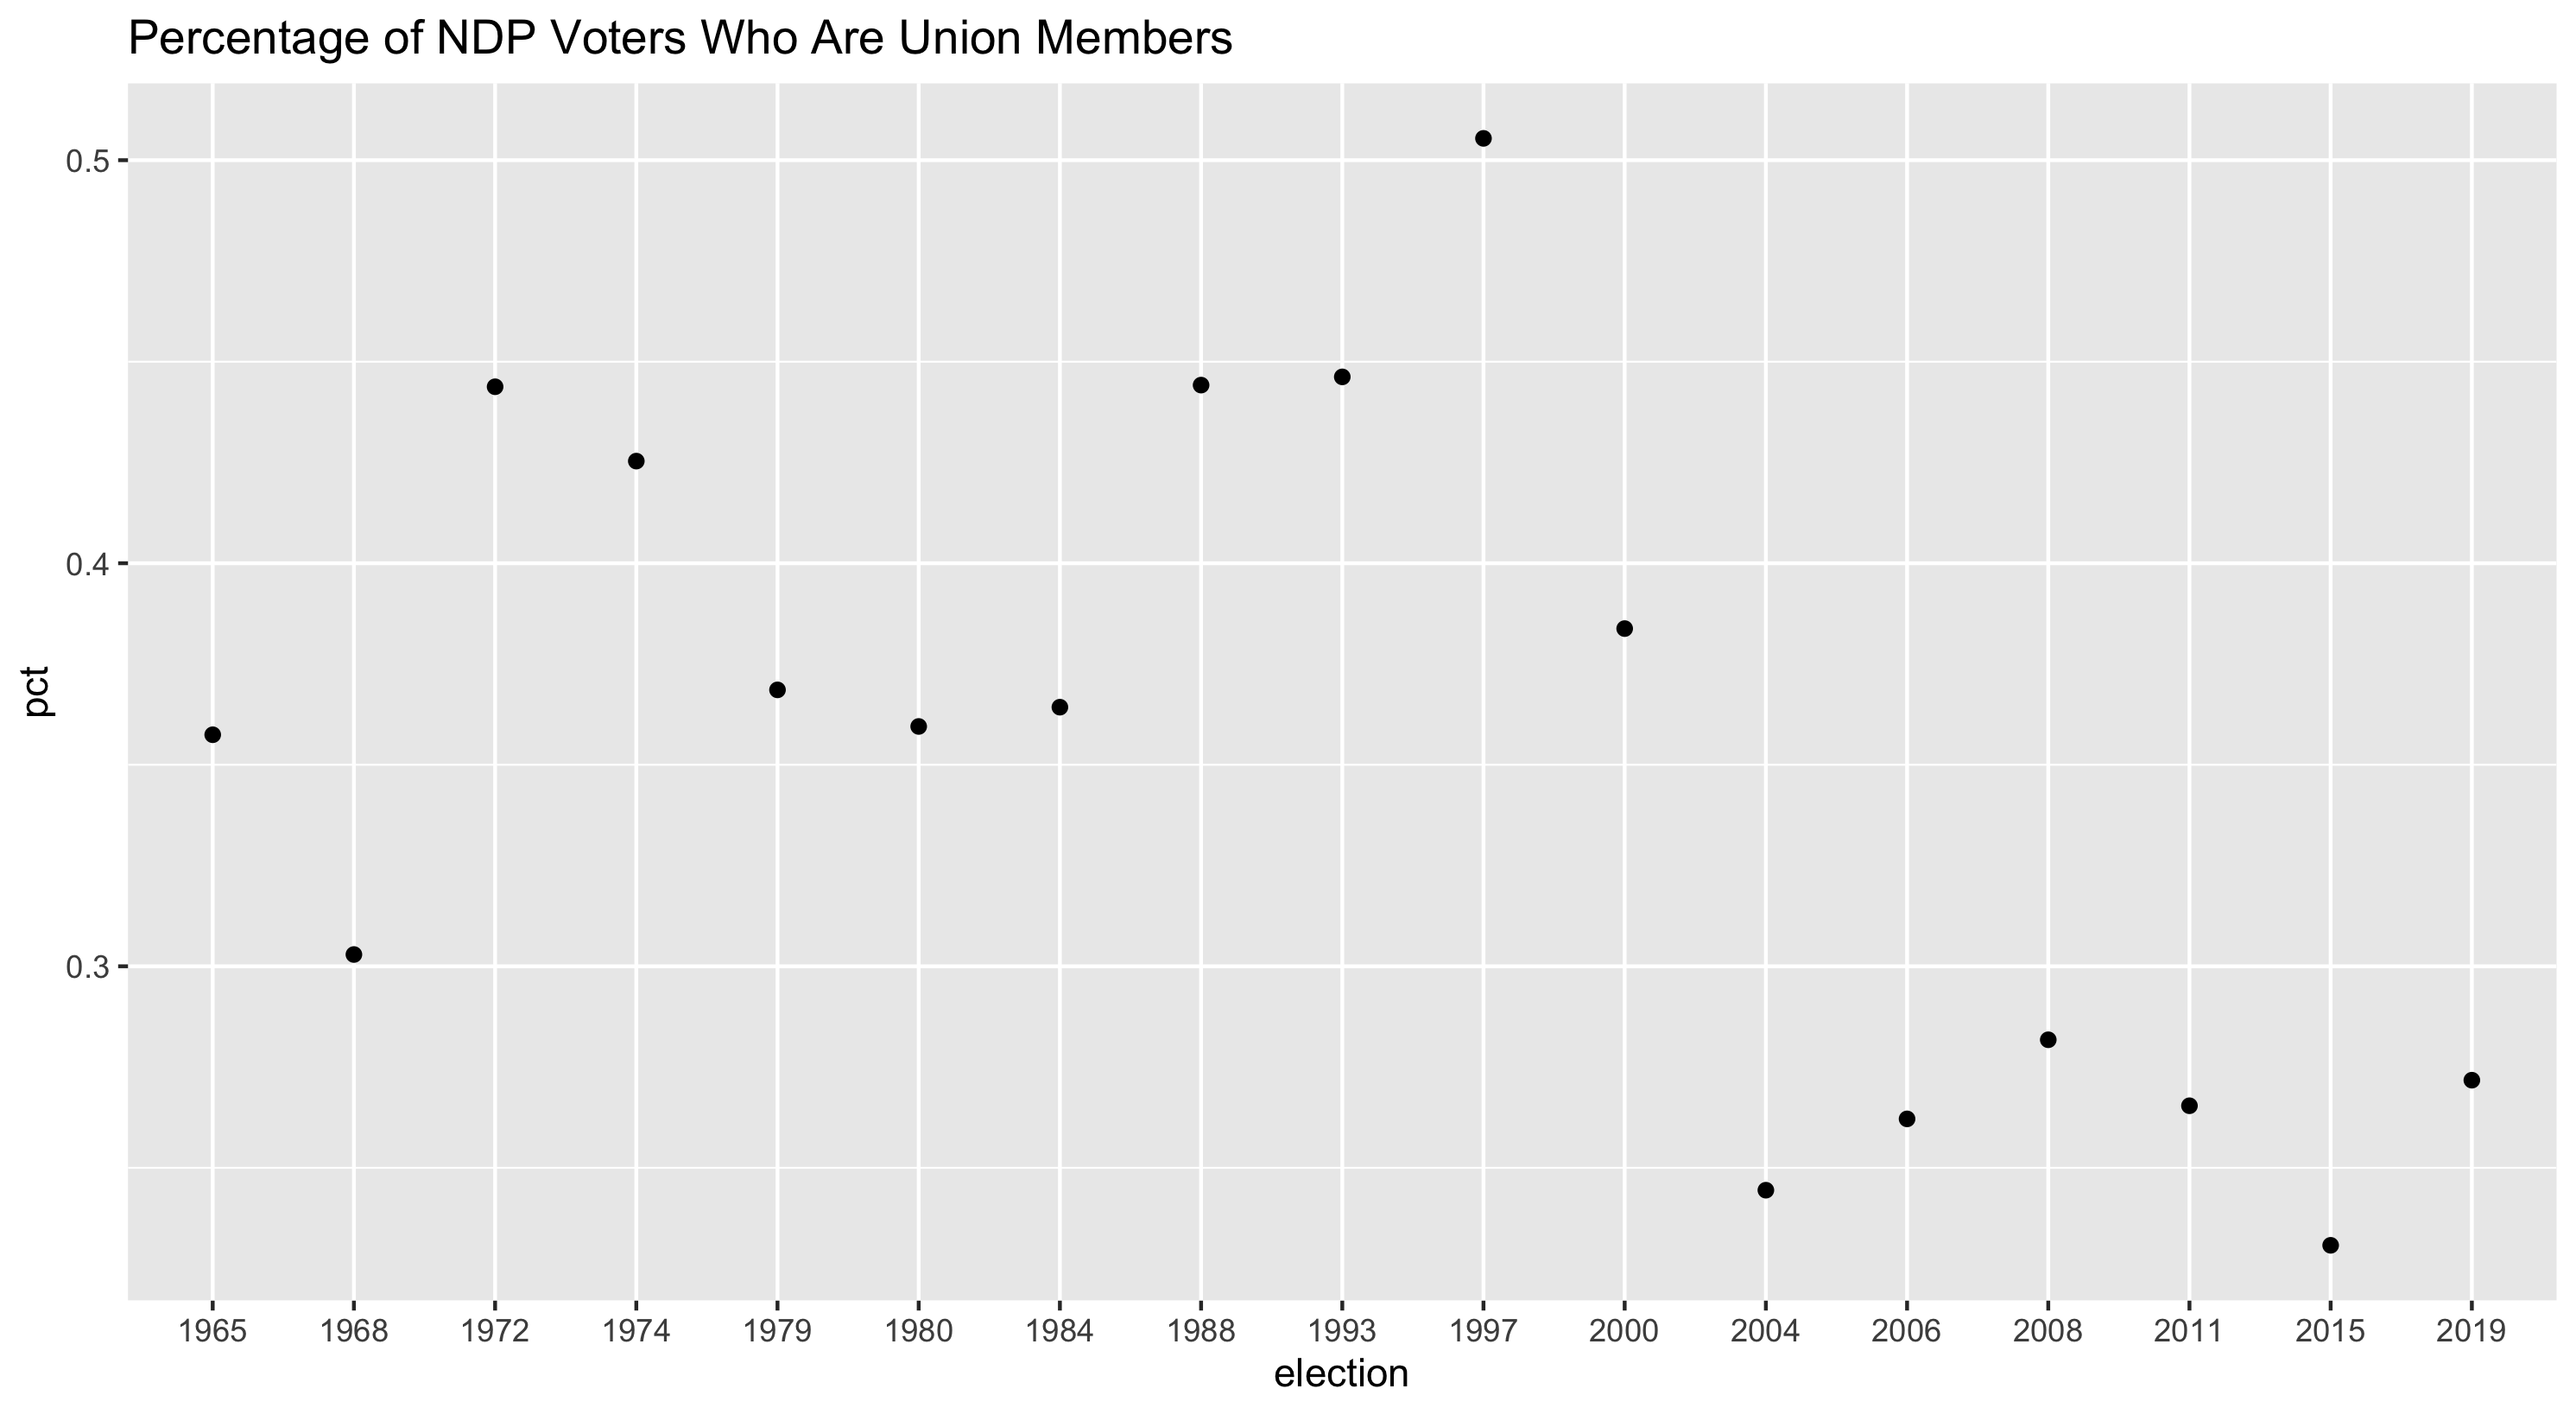 Percentage of NDP Voters Who Are Union Members
0.5
0.4
0.3
pct
1965 1968 1972 1974 1979 1980 1984 1988 1993 1997 2000 2004 2006 2008 2011 2015 2019
election